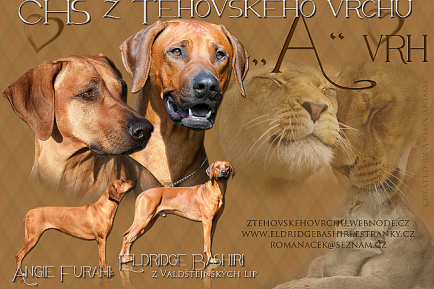 CHS z Tehovského vrchu
„A“ vrh
ztehovskehovrchu.webnode.cz
www.eldridgebashiri.estranky.cz
romanacek@seznam.cz
Angie Furahi
Eldridge Bashiri
z Valdštejnských lip